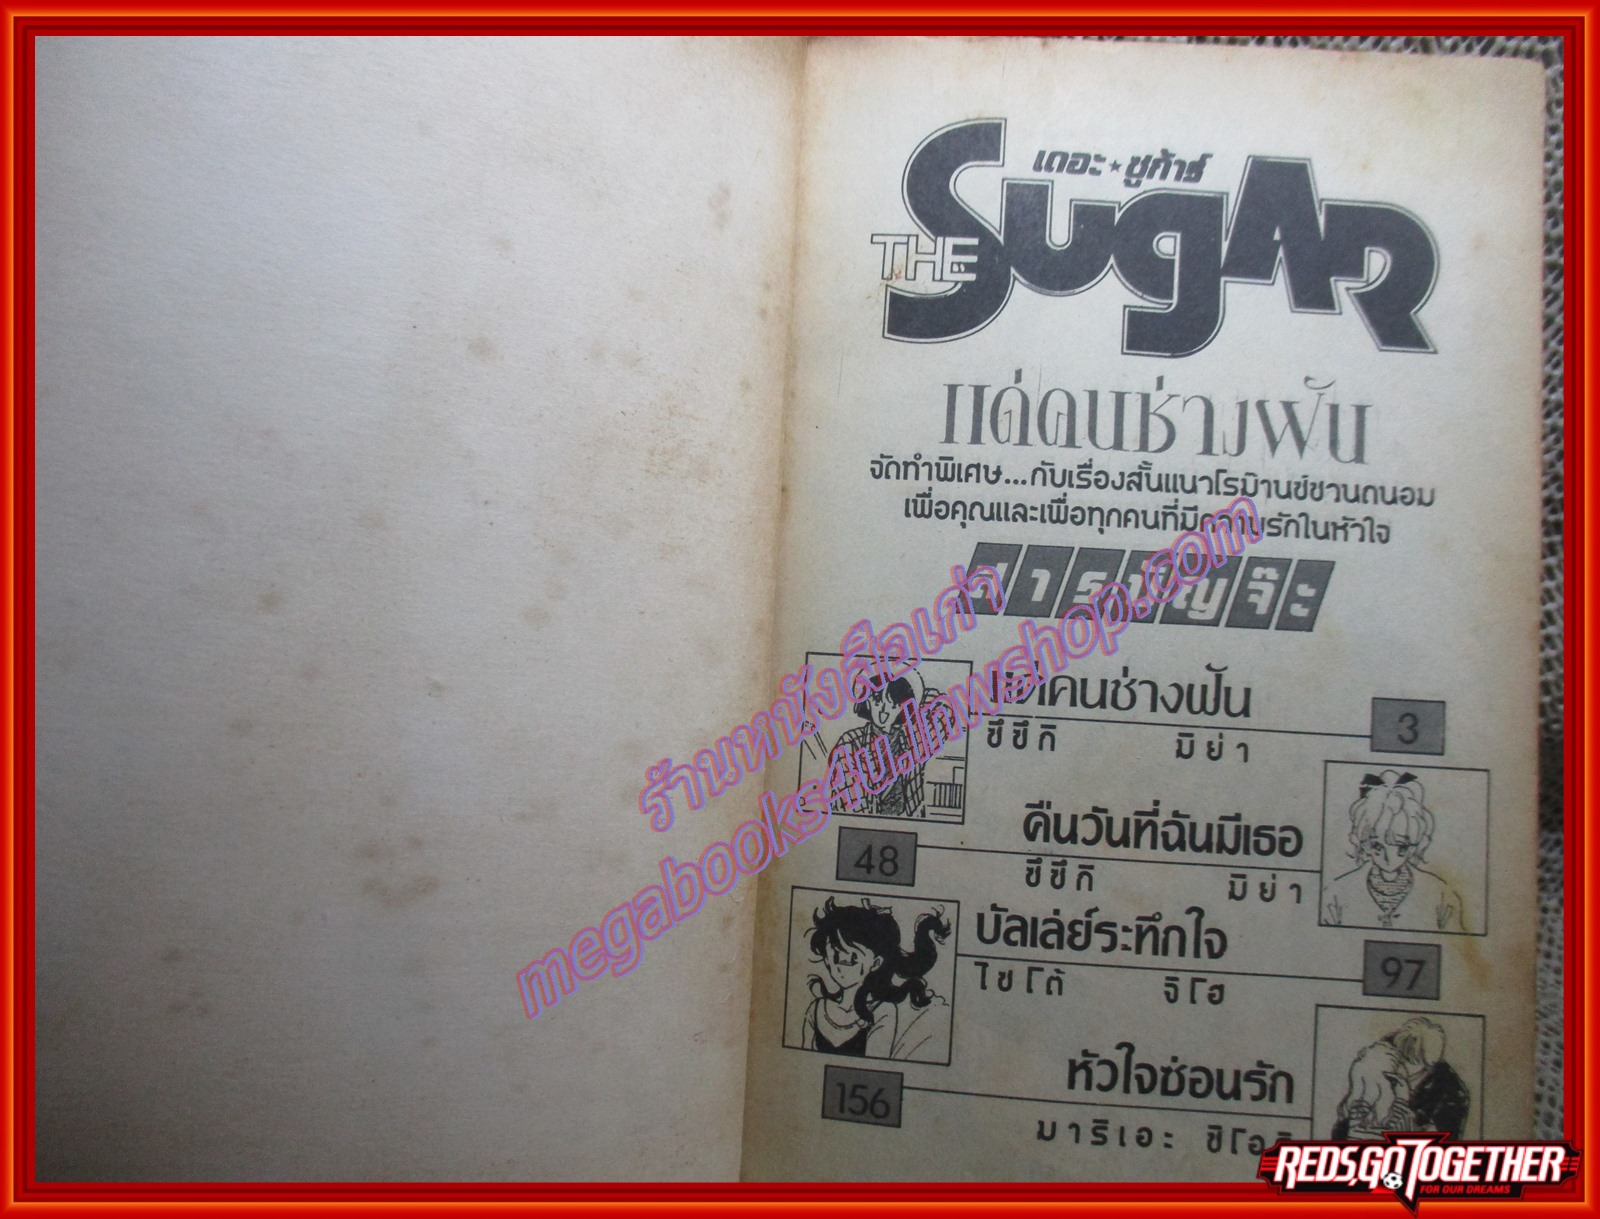 เดอะ★ซูก้าร์
THE SugAR
แด่คนช่างฝัน
จัดทำพิเศษ...กับเรื่องสั้นแนวโรม้านซ์ชวนถนอม
เพื่อคุณและเพื่อทุกคนที่มีความรักในหัวใจ
สารบัญจ๊ะ
แด่คนช่างฝัน
3
ซึซึกิ มิย่า
คืนวันที่ฉันมีเธอ
48
ซึซึกิ มิย่า
บัลเล่ย์ระทึกใจ
97
ไซโต้ จิโฮ
หัวใจซ่อนรัก
156
มาริเอะ
ร้านหนังสือเก่า
megabooks4u.lnwshop.com
REDS,GO TOGETHER
FOR OUR DREAMS